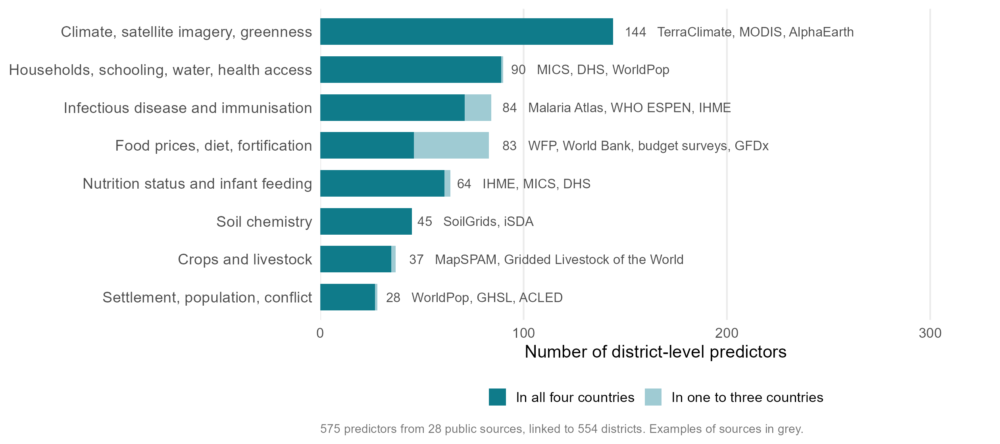 Climate, satellite imagery, greenness 144 TerraClimate, MODIS, AlphaEarth
Households, schooling, water, health access 90 MICS, DHS, WorldPop
Infectious disease and immunisation 84 Malaria Atlas, WHO ESPEN, IHME
Food prices, diet, fortification 83 WFP, World Bank, budget surveys, GFDx
Nutrition status and infant feeding 64 IHME, MICS, DHS
Soil chemistry 45 SoilGrids, iSDA
Crops and livestock 37 MapSPAM, Gridded Livestock of the World
Settlement, population, conflict 28 WorldPop, GHSL, ACLED
0 100 200 300
Number of district-level predictors
In all four countries In one to three countries
575 predictors from 28 public sources, linked to 554 districts. Examples of sources in grey.